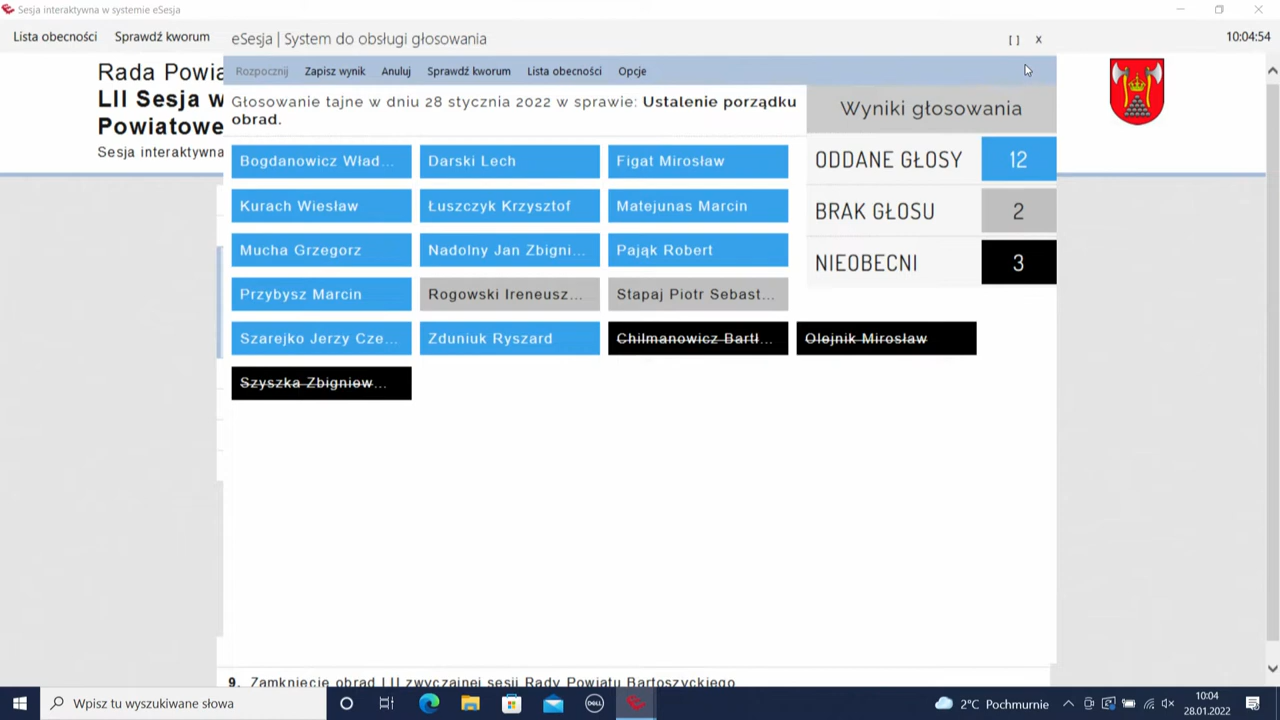 Sesja interaktywna w systemie eSesja
Lista obecności Sprawdź kworum
10:04:54
eSesja | System do obsługi głosowania
[ ] x
Rozpocznij Zapisz wynik Anuluj Sprawdź kworum Lista obecności Opcje
Rada Powia
LII Sesja w
Powiatowe
Sesja interaktywna
Głosowanie tajne w dniu 28 stycznia 2022 w sprawie: Ustalenie porządku
obrad.
Wyniki głosowania
ODDANE GŁOSY 12
BRAK GŁOSU 2
NIEOBECNI 3
Bogdanowicz Wład... Darski Lech Figat Mirosław
Kurach Wiesław Łuszczyk Krzysztof Matejunas Marcin
Mucha Grzegorz Nadolny Jan Zbigni... Pająk Robert
Przybysz Marcin Rogowski Ireneusz... Stapaj Piotr Sebast...
Szarejko Jerzy Cze... Zduniuk Ryszard Chilmanowicz Bartł... Olejnik Mirosław
Szyszka Zbigniew...
9. Zamknięcie obrad LII zwyczajnej sesji Rady Powiatu Bartoszyckiego
Wpisz tu wyszukiwane słowa
DELL
2°C Pochmurnie
10:04
28.01.2022